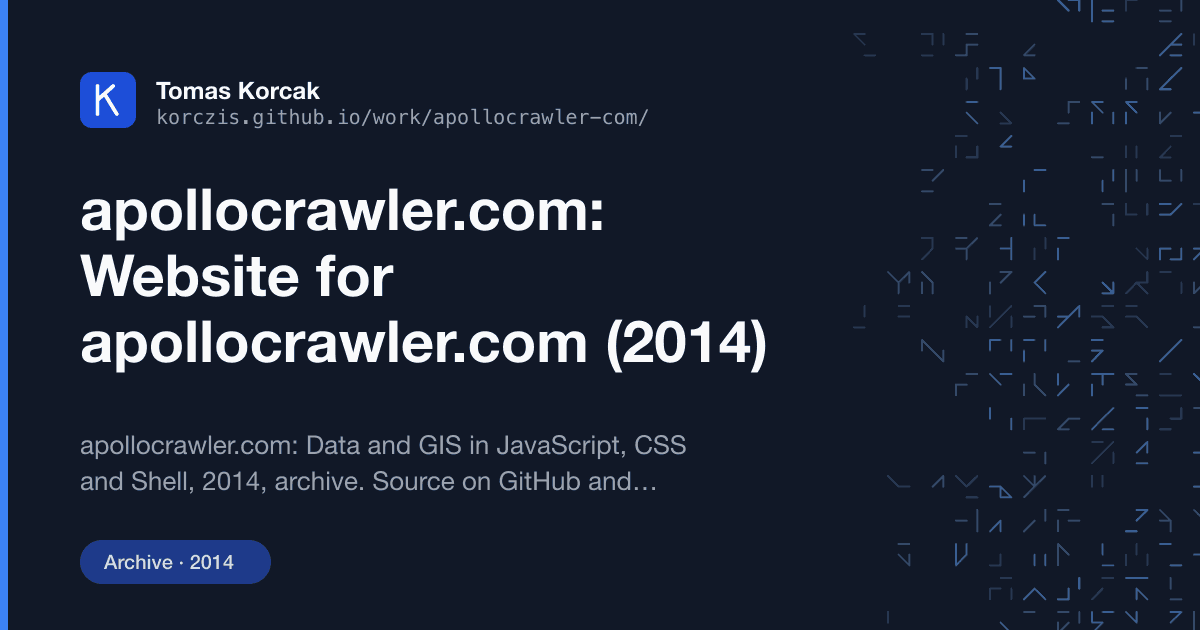 K
Tomas Korcak
korczis.github.io/work/apollocrawler-com/
apollocrawler.com:
Website for
apollocrawler.com (2014)
apollocrawler.com: Data and GIS in JavaScript, CSS
and Shell, 2014, archive. Source on GitHub and…
Archive · 2014